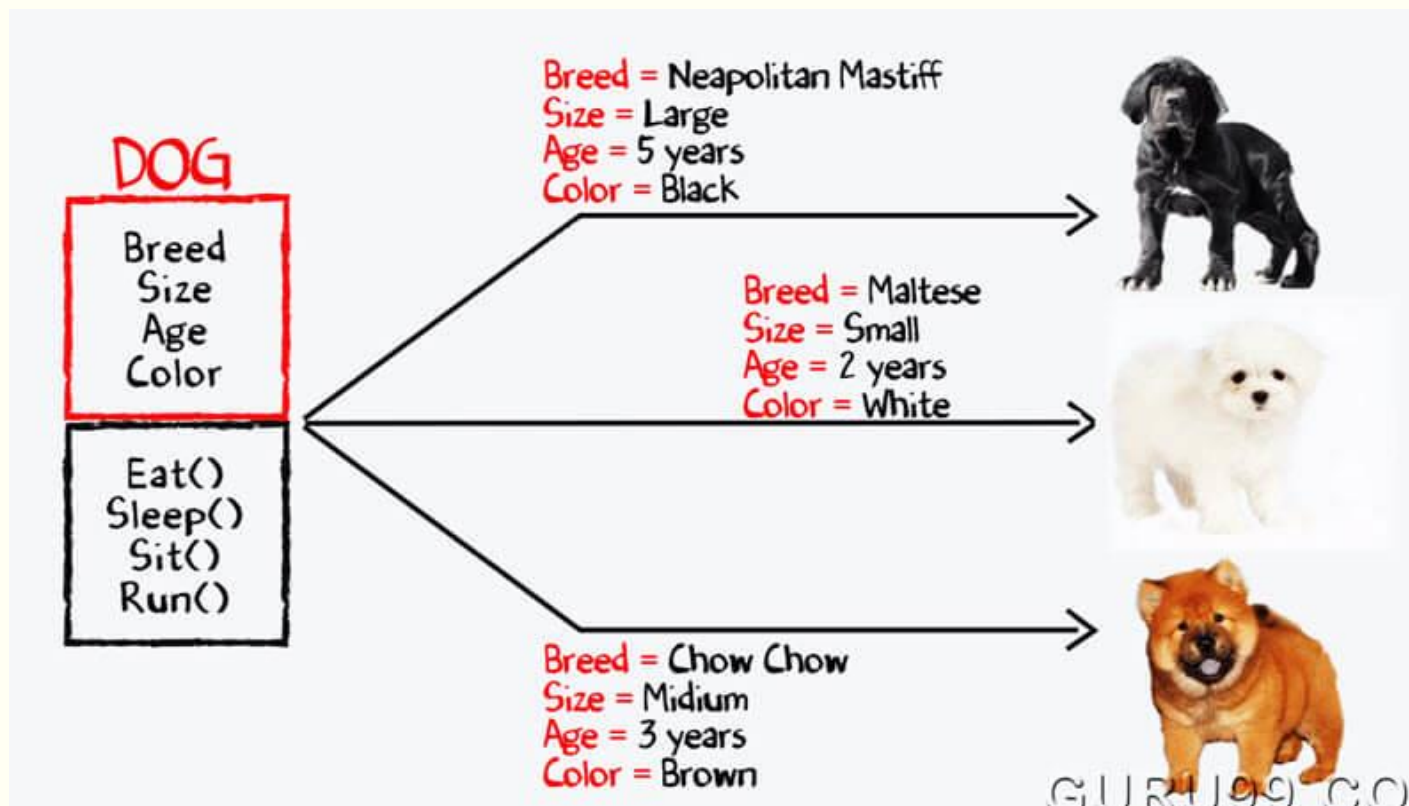 DOG
Breed
Size
Age
Color
Eat()
Sleep()
Sit()
Run()
Breed = Neapolitan Mastiff
Size = Large
Age = 5 years
Color = Black
Breed = Maltese
Size = Small
Age = 2 years
Color = White
Breed = Chow Chow
Size = Midium
Age = 3 years
Color = Brown
GURU99.CO